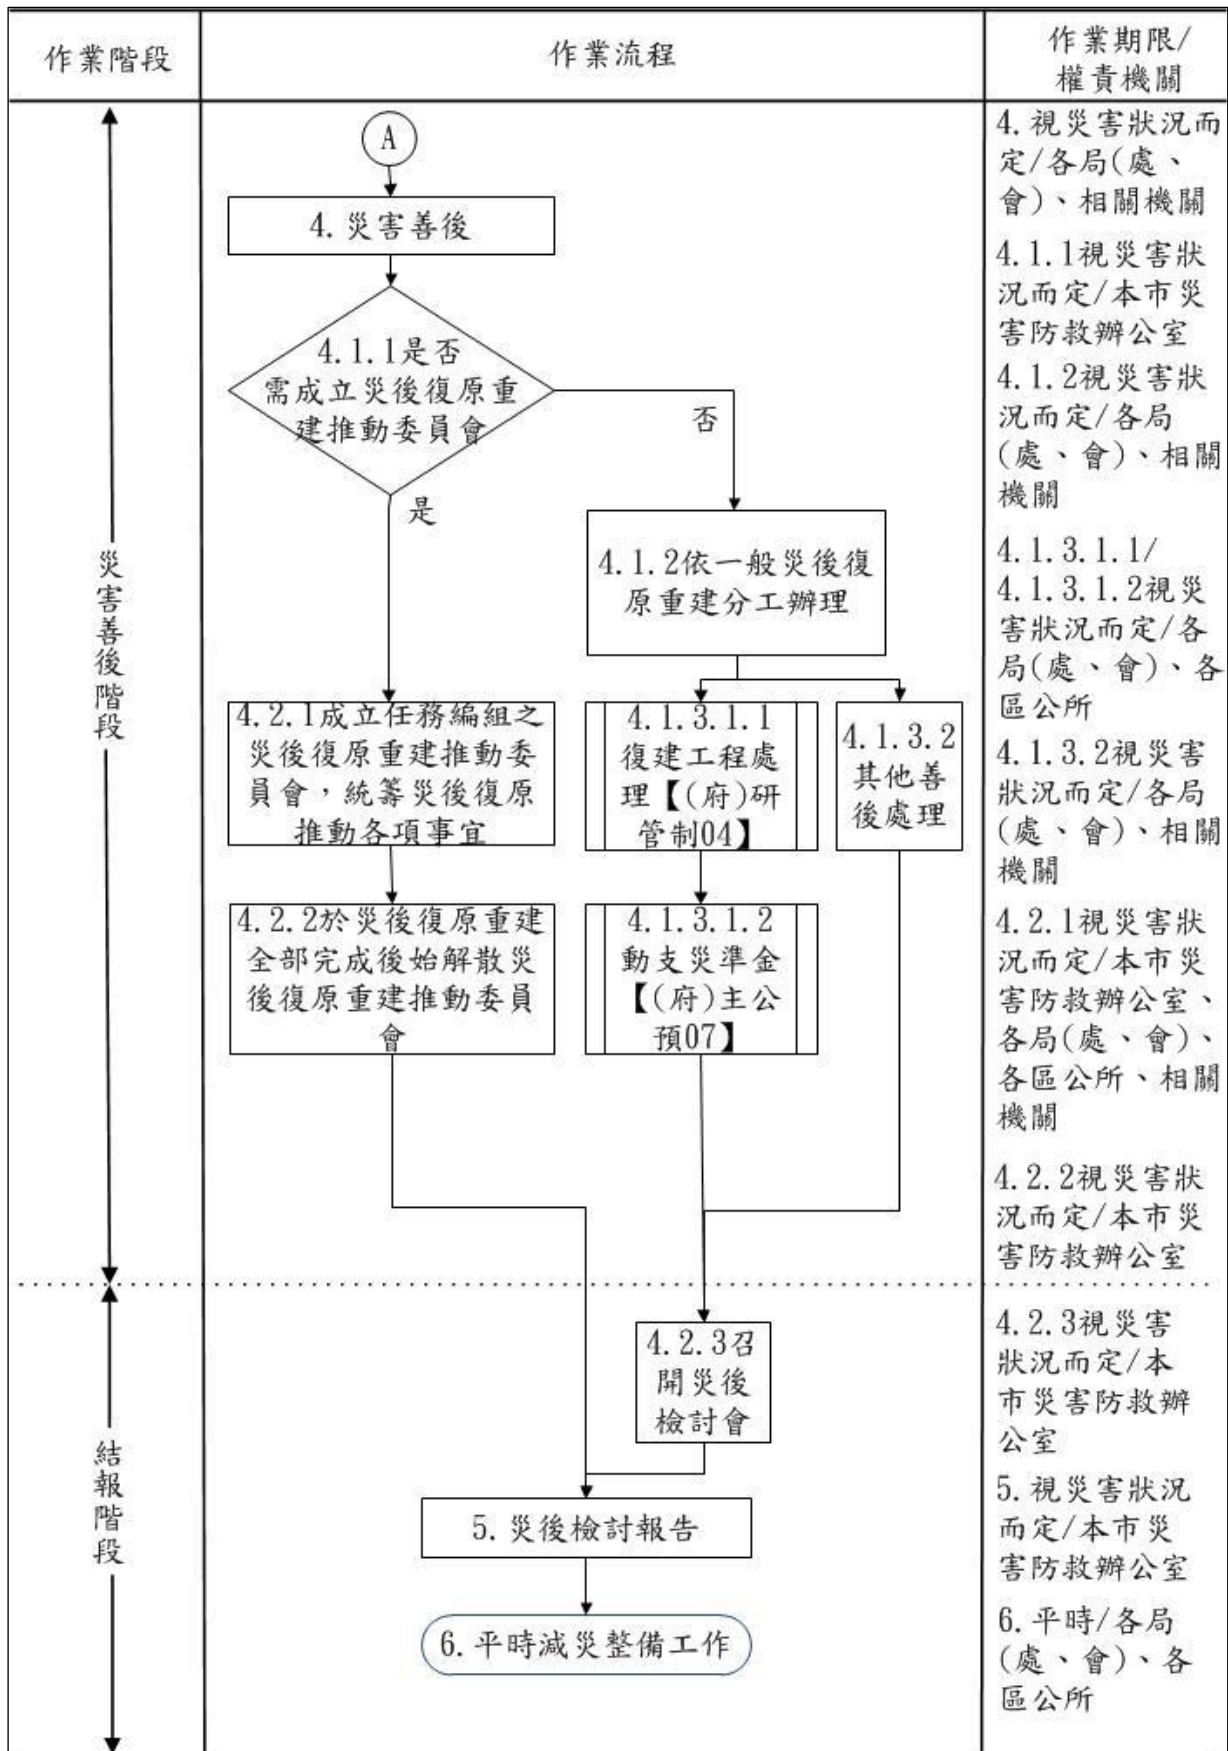 作業階段
作業流程
作業期限/
權責機關
A
4.災害善後
4.1.1是否
需成立災後復原重
建推動委員會
是
否
4.1.2依一般災後復
原重建分工辦理
4.2.1成立任務編組之
災後復原重建推動委
員會，統籌災後復原
推動各項事宜
4.1.3.1.1
復建工程處
理【(府)研
管制04】
4.1.3.2
其他善
後處理
4.2.2於災後復原重建
全部完成後始解散災
後復原重建推動委員
會
4.1.3.1.2
動支災準金
【(府)主公
預07】
4.2.3召
開災後
檢討會
5.災後檢討報告
6.平時減災整備工作
災害善後階段
結報階段
4.視災害狀況而
定/各局(處、
會)、相關機關
4.1.1視災害狀
況而定/本市災
害防救辦公室
4.1.2視災害狀
況而定/各局
(處、會)、相關
機關
4.1.3.1.1/
4.1.3.1.2視災
害狀況而定/各
局(處、會)、各
區公所
4.1.3.2視災害
狀況而定/各局
(處、會)、相關
機關
4.2.1視災害狀
況而定/本市災
害防救辦公室、
各局(處、會)、
各區公所、相關
機關
4.2.2視災害狀
況而定/本市災
害防救辦公室
4.2.3視災害
狀況而定/本
市災害防救辦
公室
5.視災害狀況
而定/本市災
害防救辦公室
6.平時/各局
(處、會)、各
區公所